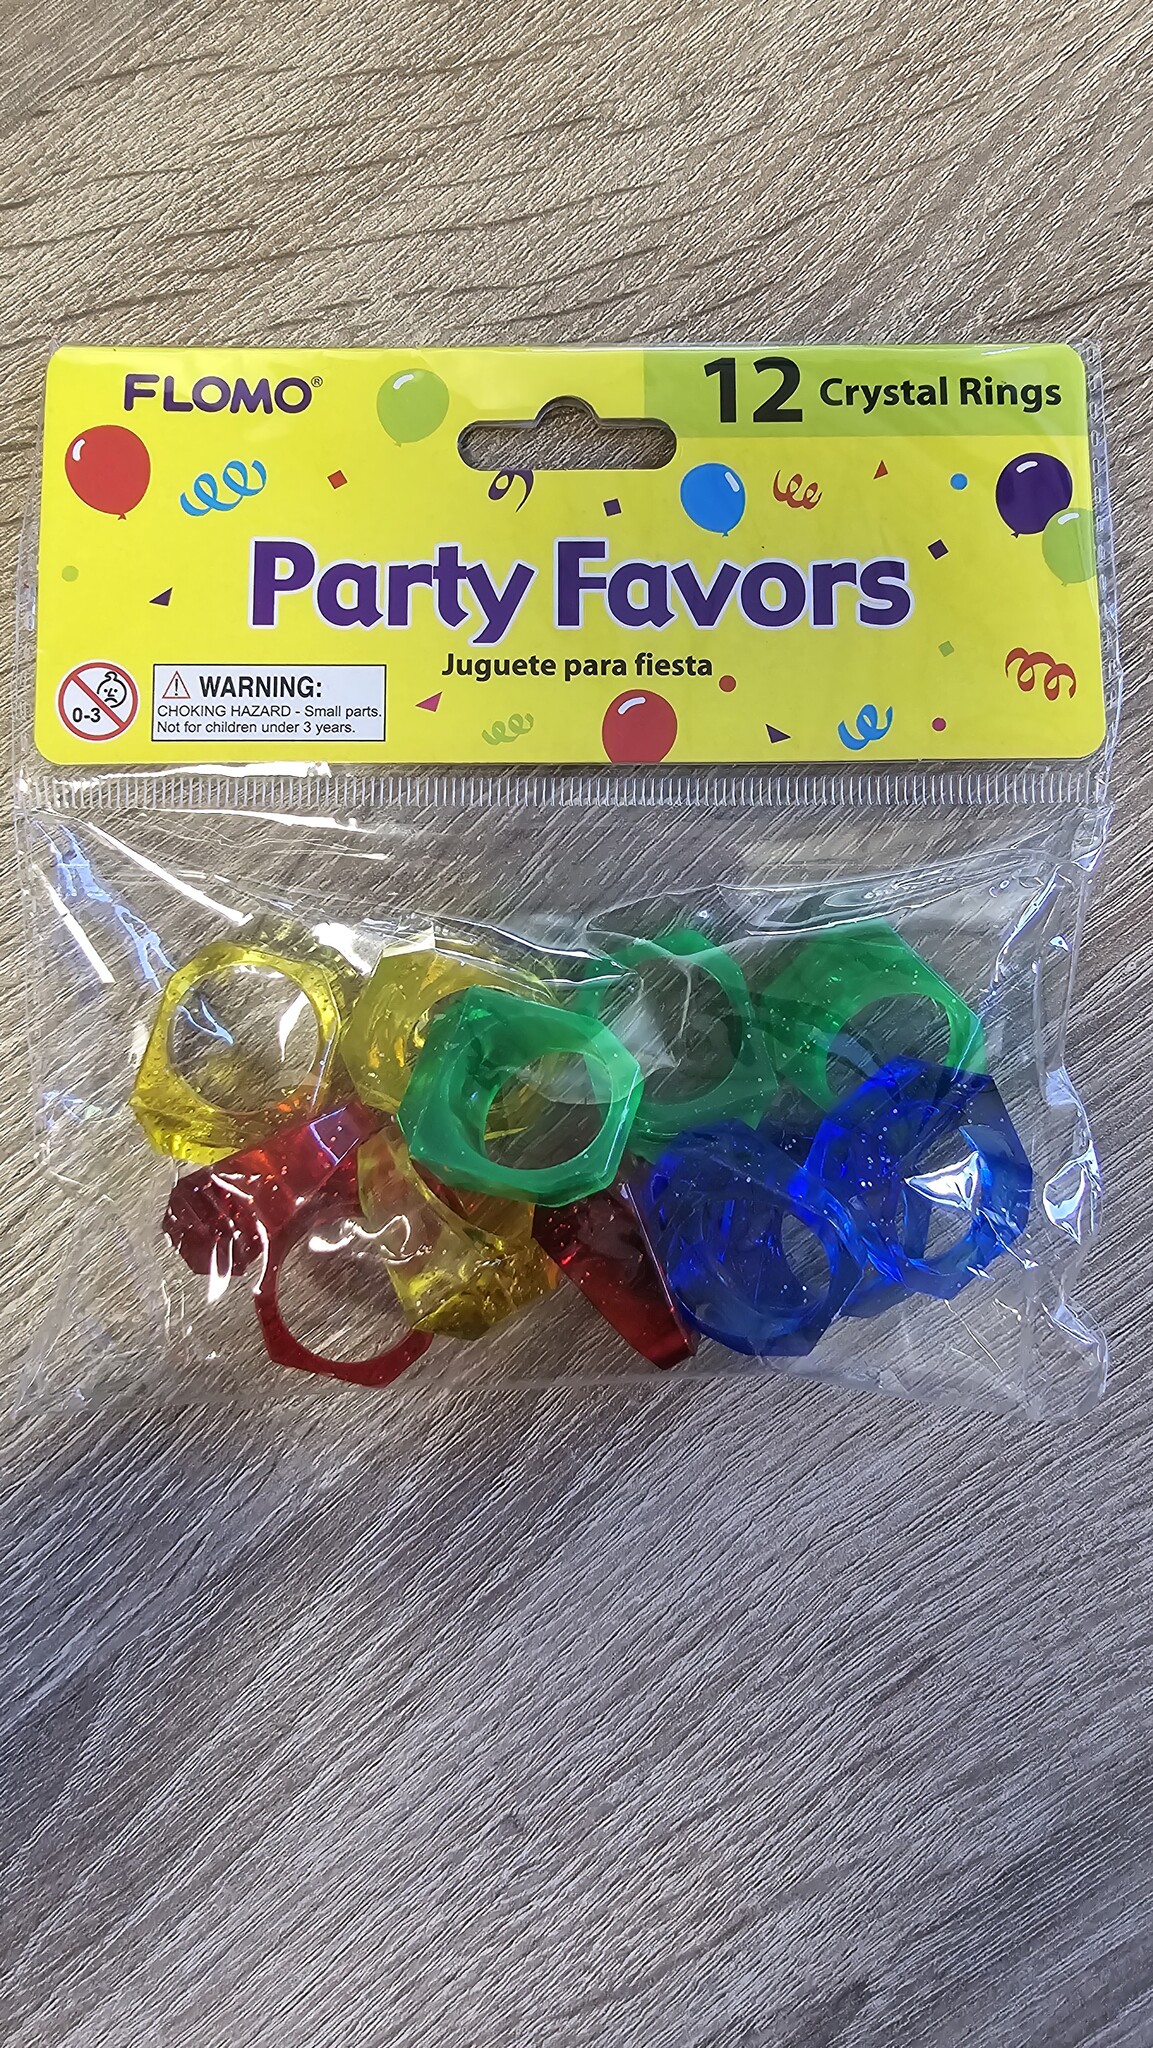 FLOMO®
12 Crystal Rings
Party Favors
Juguete para fiesta
0-3
WARNING:
CHOKING HAZARD - Small parts.
Not for children under 3 years.